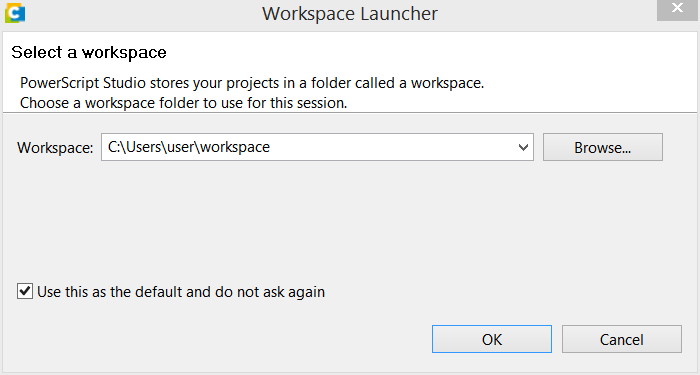 Workspace Launcher
Select a workspace
PowerScript Studio stores your projects in a folder called a workspace.
Choose a workspace folder to use for this session.
Workspace: C:\Users\user\workspace Browse...
Use this as the default and do not ask again
OK Cancel